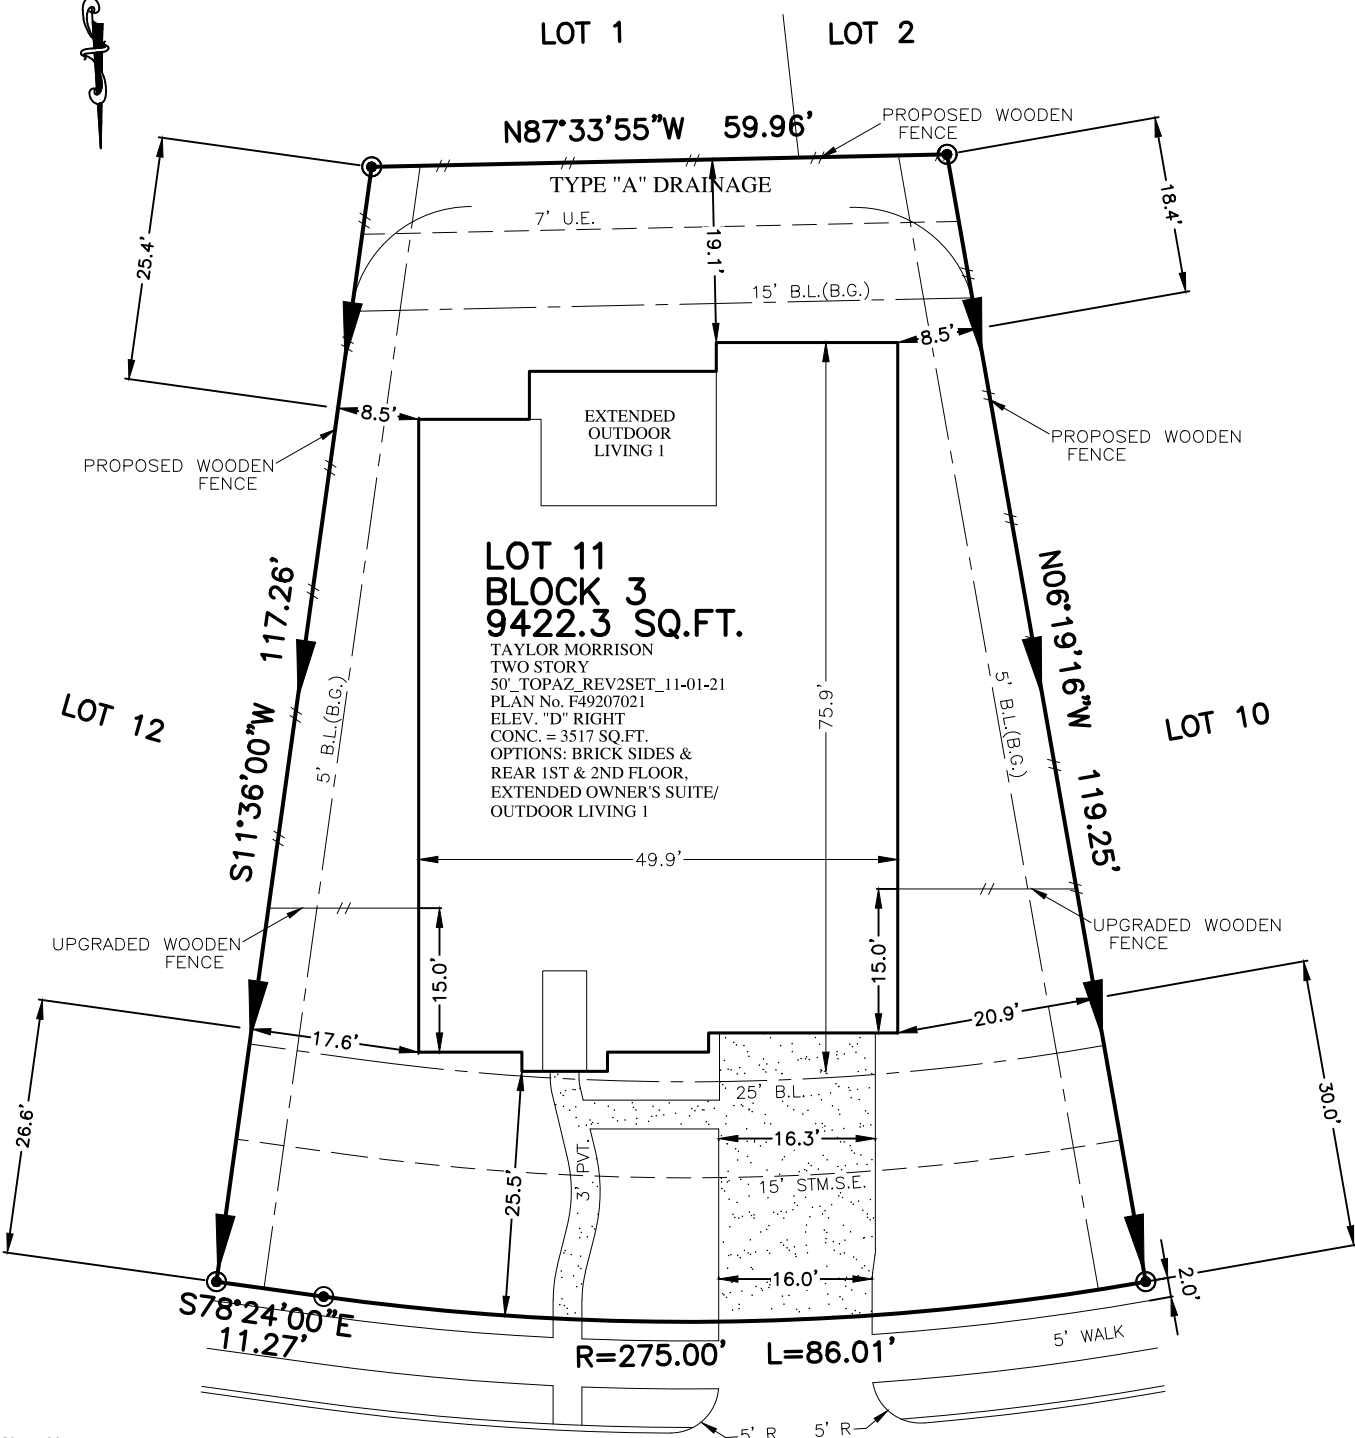 LOT 1
LOT 2
N87°33'55"W 59.96'
PROPOSED WOODEN
FENCE
TYPE "A" DRAINAGE
7' U.E.
18.4'
25.4'
19.1'
15' B.L.(B.G.)
8.5'
8.5'
EXTENDED
OUTDOOR
LIVING 1
PROPOSED WOODEN
FENCE
PROPOSED WOODEN
FENCE
LOT 11
BLOCK 3
9422.3 SQ.FT.
TAYLOR MORRISON
TWO STORY
50'_TOPAZ_REV2SET_11-01-21
PLAN No. F49207021
ELEV. "D" RIGHT
CONC. = 3517 SQ.FT.
OPTIONS: BRICK SIDES &
REAR 1ST & 2ND FLOOR,
EXTENDED OWNER'S SUITE/
OUTDOOR LIVING 1
S11°36'00"W 117.26'
5' B.L.(B.G.)
75.9'
5' B.L.(B.G.)
N06°19'16"W 119.25'
LOT 12
LOT 10
49.9'
UPGRADED WOODEN
FENCE
UPGRADED WOODEN
FENCE
15.0'
15.0'
17.6'
20.9'
25' B.L.
26.6'
30.0'
16.3'
3' PVT.
25.5'
15' STM.S.E.
16.0'
2.0'
S78°24'00"E
11.27'
R=275.00' L=86.01'
5' WALK
5' R
5' R